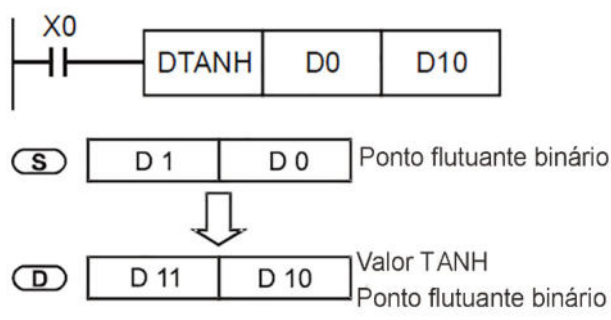 X0
DTANH D0 D10
S D 1 D 0 Ponto flutuante binário
D D 11 D 10 Valor TANH
Ponto flutuante binário